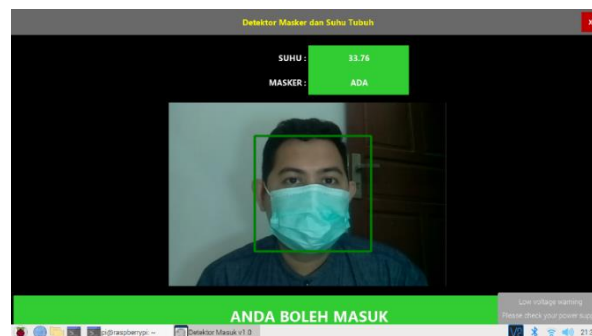 Detektor Masker dan Suhu Tubuh
X
SUHU : 33.76
MASKER : ADA
ANDA BOLEH MASUK
Low voltage warning
Please check your power
pi@raspberrypi: ~
Detektor Masuk v1.0